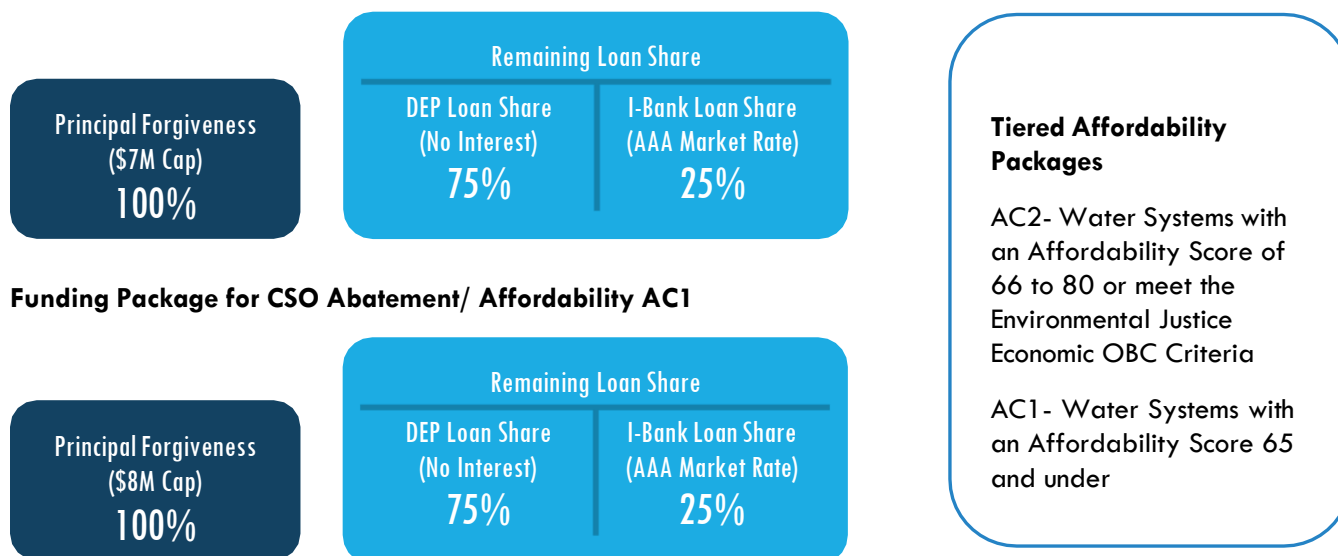 Principal Forgiveness
($7M Cap)
100%
Remaining Loan Share
DEP Loan Share
(No Interest)
75%
I-Bank Loan Share
(AAA Market Rate)
25%
Funding Package for CSO Abatement/ Affordability AC1
Principal Forgiveness
($8M Cap)
100%
Remaining Loan Share
DEP Loan Share
(No Interest)
75%
I-Bank Loan Share
(AAA Market Rate)
25%
Tiered Affordability
Packages
AC2- Water Systems with
an Affordability Score of
66 to 80 or meet the
Environmental Justice
Economic OBC Criteria
AC1- Water Systems with
an Affordability Score 65
and under